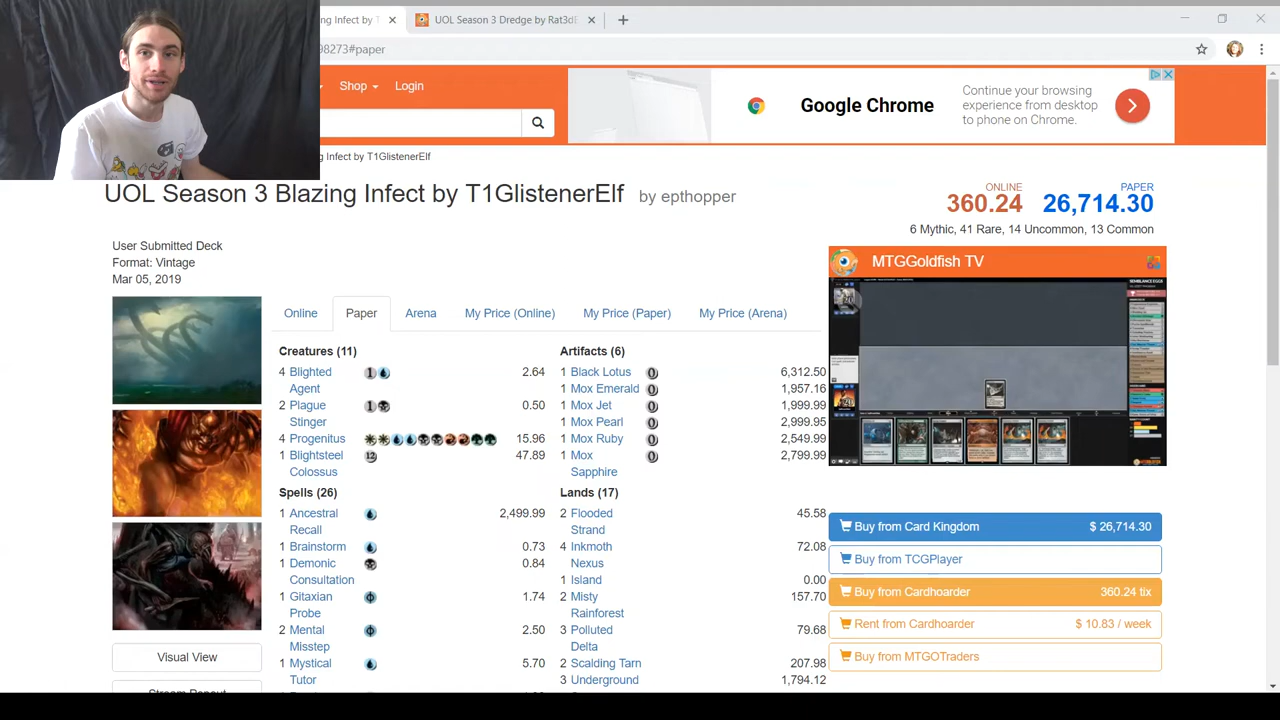 zing Infect by T
UOL Season 3 Dredge by Rat3dE
98273#paper
Shop
Login
Google Chrome
Continue your browsing
experience from desktop
to phone on Chrome.
g Infect by T1GlistenerElf
UOL Season 3 Blazing Infect by T1GlistenerElf by epthopper
ONLINE
360.24
PAPER
26,714.30
6 Mythic, 41 Rare, 14 Uncommon, 13 Common
User Submitted Deck
Format: Vintage
Mar 05, 2019
MTGGoldfish TV
Online
Paper
Arena
My Price (Online)
My Price (Paper)
My Price (Arena)
Creatures (11)
4 Blighted Agent 1 2.64
2 Plague Stinger 1 0.50
4 Progenitus 15.96
1 Blightsteel Colossus 12 47.89
Spells (26)
1 Ancestral Recall 2,499.99
1 Brainstorm 0.73
1 Demonic Consultation 0.84
1 Gitaxian Probe 1.74
2 Mental Misstep 2.50
1 Mystical Tutor 5.70
Artifacts (6)
1 Black Lotus 0 6,312.50
1 Mox Emerald 0 1,957.16
1 Mox Jet 0 1,999.99
1 Mox Pearl 0 2,999.95
1 Mox Ruby 0 2,549.99
1 Mox Sapphire 0 2,799.99
Lands (17)
2 Flooded Strand 45.58
4 Inkmoth Nexus 72.08
1 Island 0.00
2 Misty Rainforest 157.70
3 Polluted Delta 79.68
2 Scalding Tarn 207.98
3 Underground 1,794.12
Buy from Card Kingdom $ 26,714.30
Buy from TCGPlayer
Buy from Cardhoarder 360.24 tix
Rent from Cardhoarder $ 10.83 / week
Buy from MTGOTraders
Visual View
Stream Popout